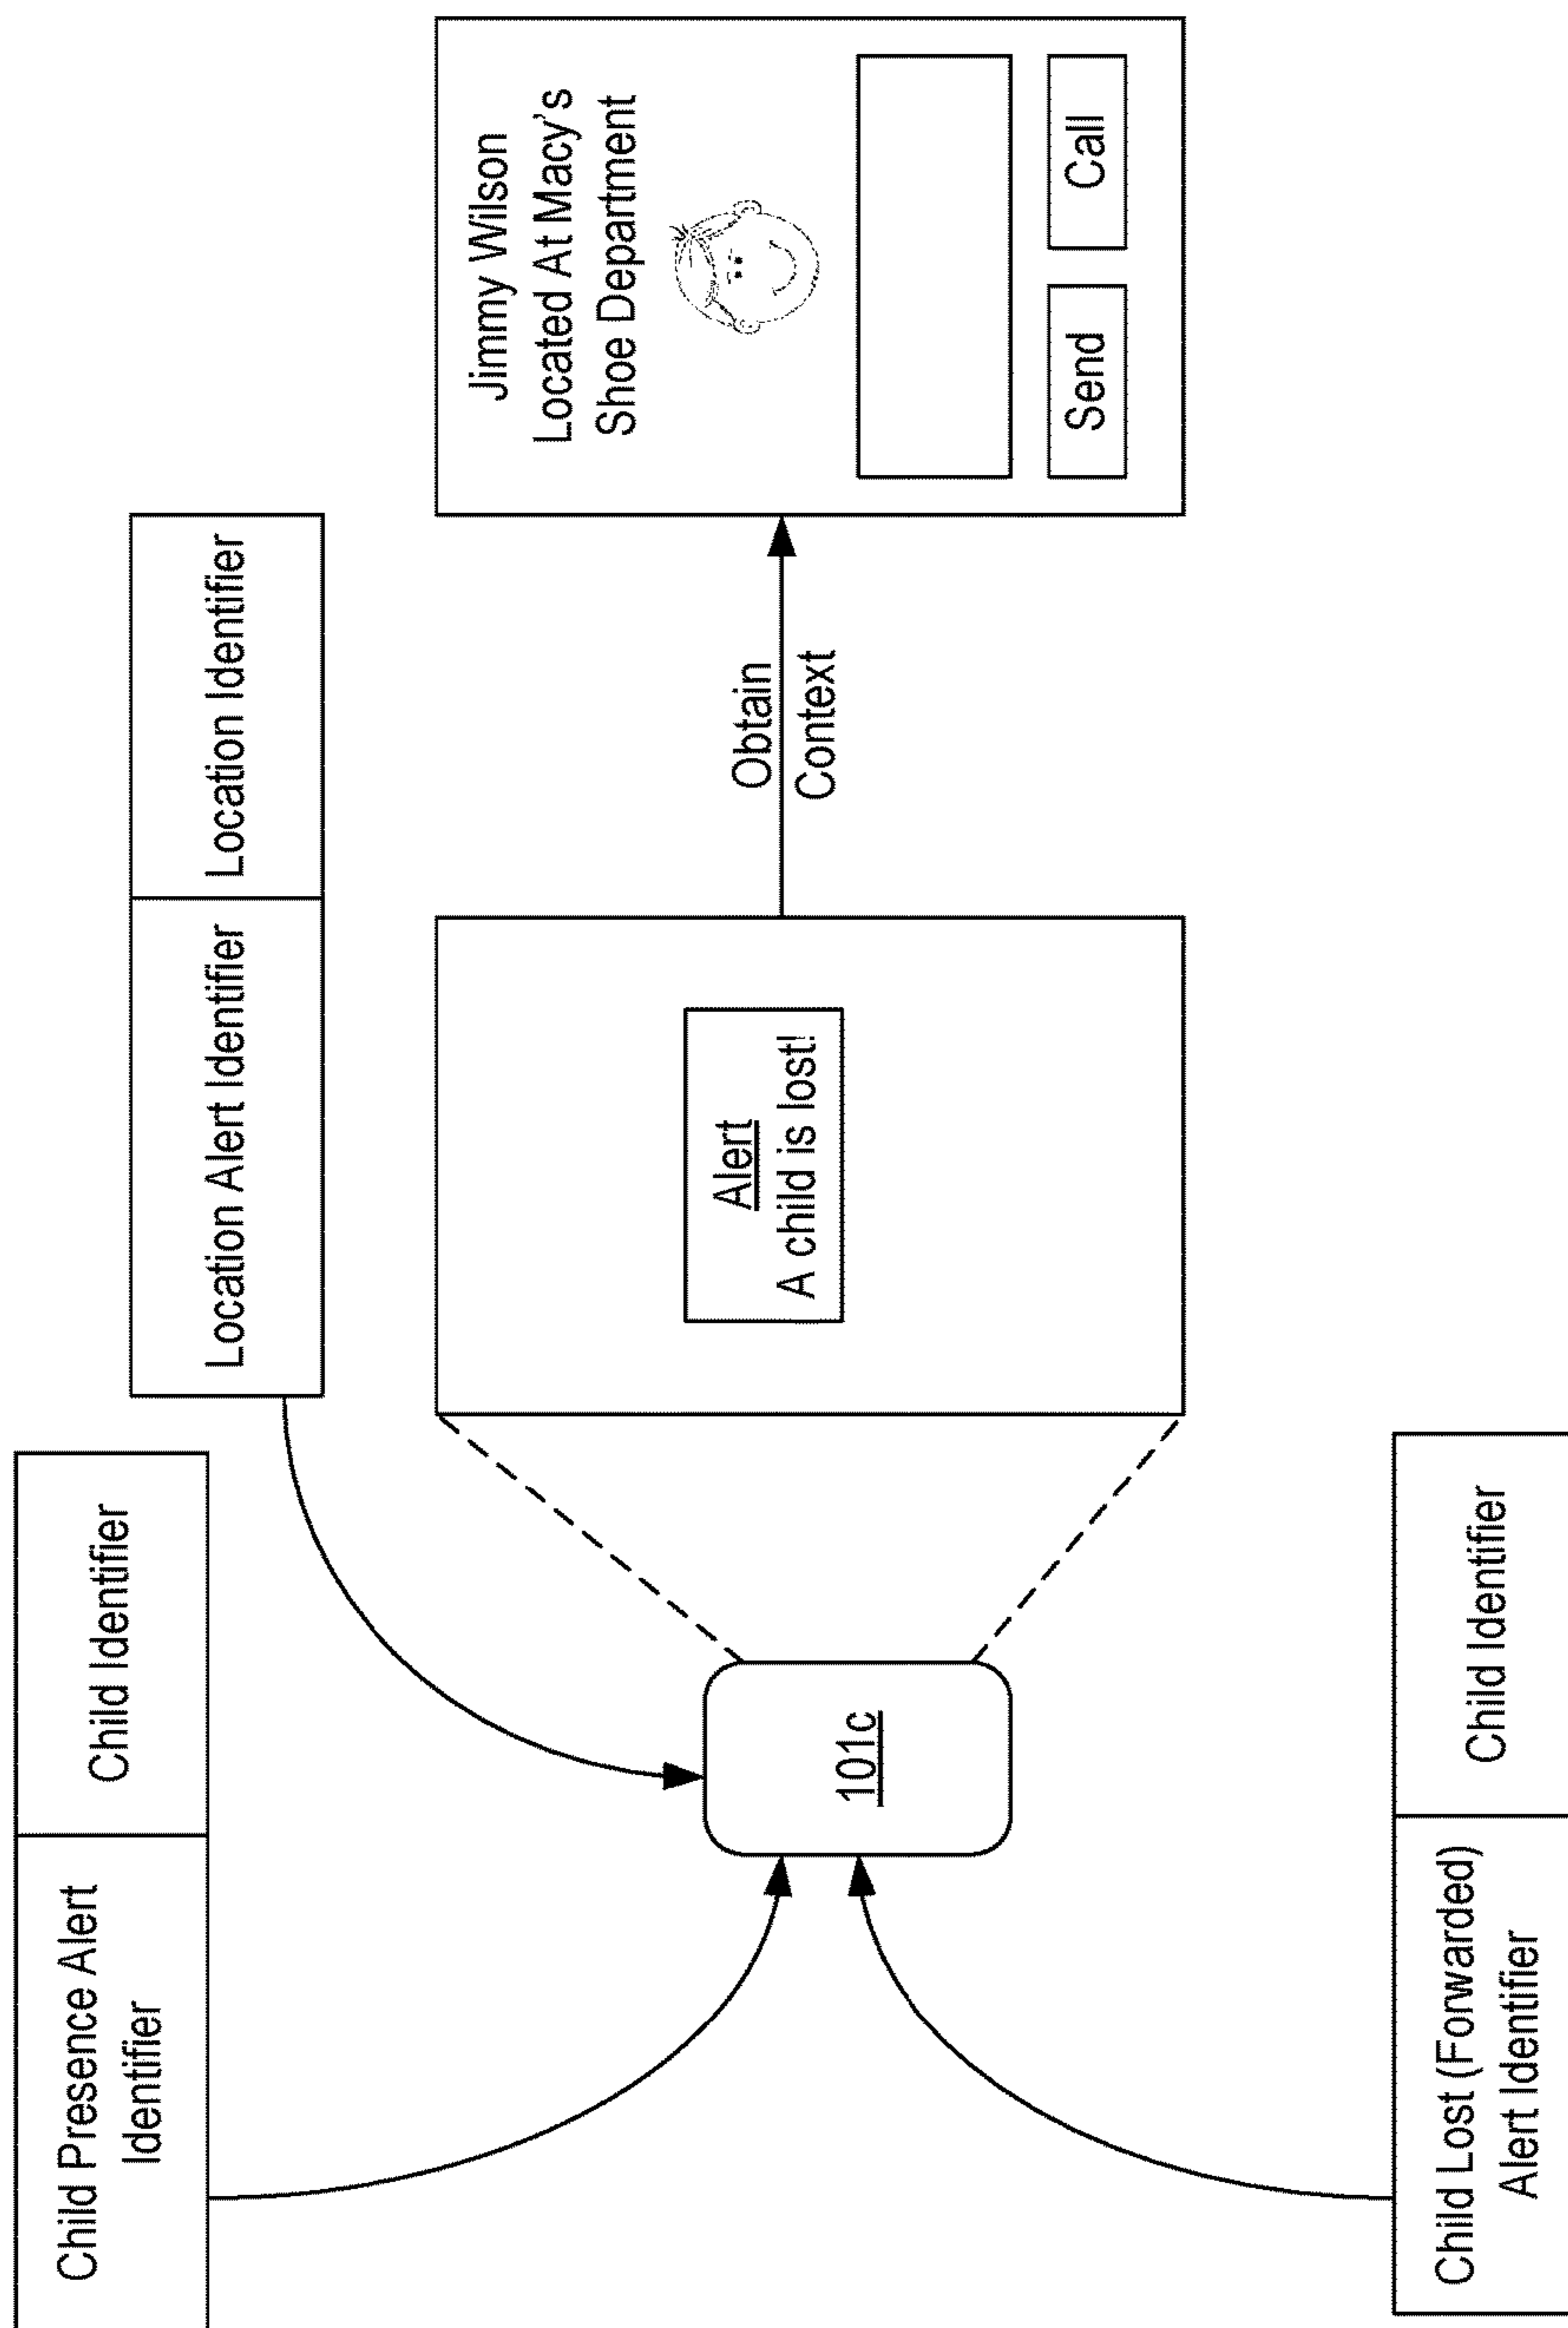 Child Presence Alert
Identifier
Child Identifier
Location Alert Identifier
Location Identifier
101c
Alert
A child is lost!
Obtain
Context
Jimmy Wilson
Located At Macy's
Shoe Department
Send
Call
Child Lost (Forwarded)
Alert Identifier
Child Identifier